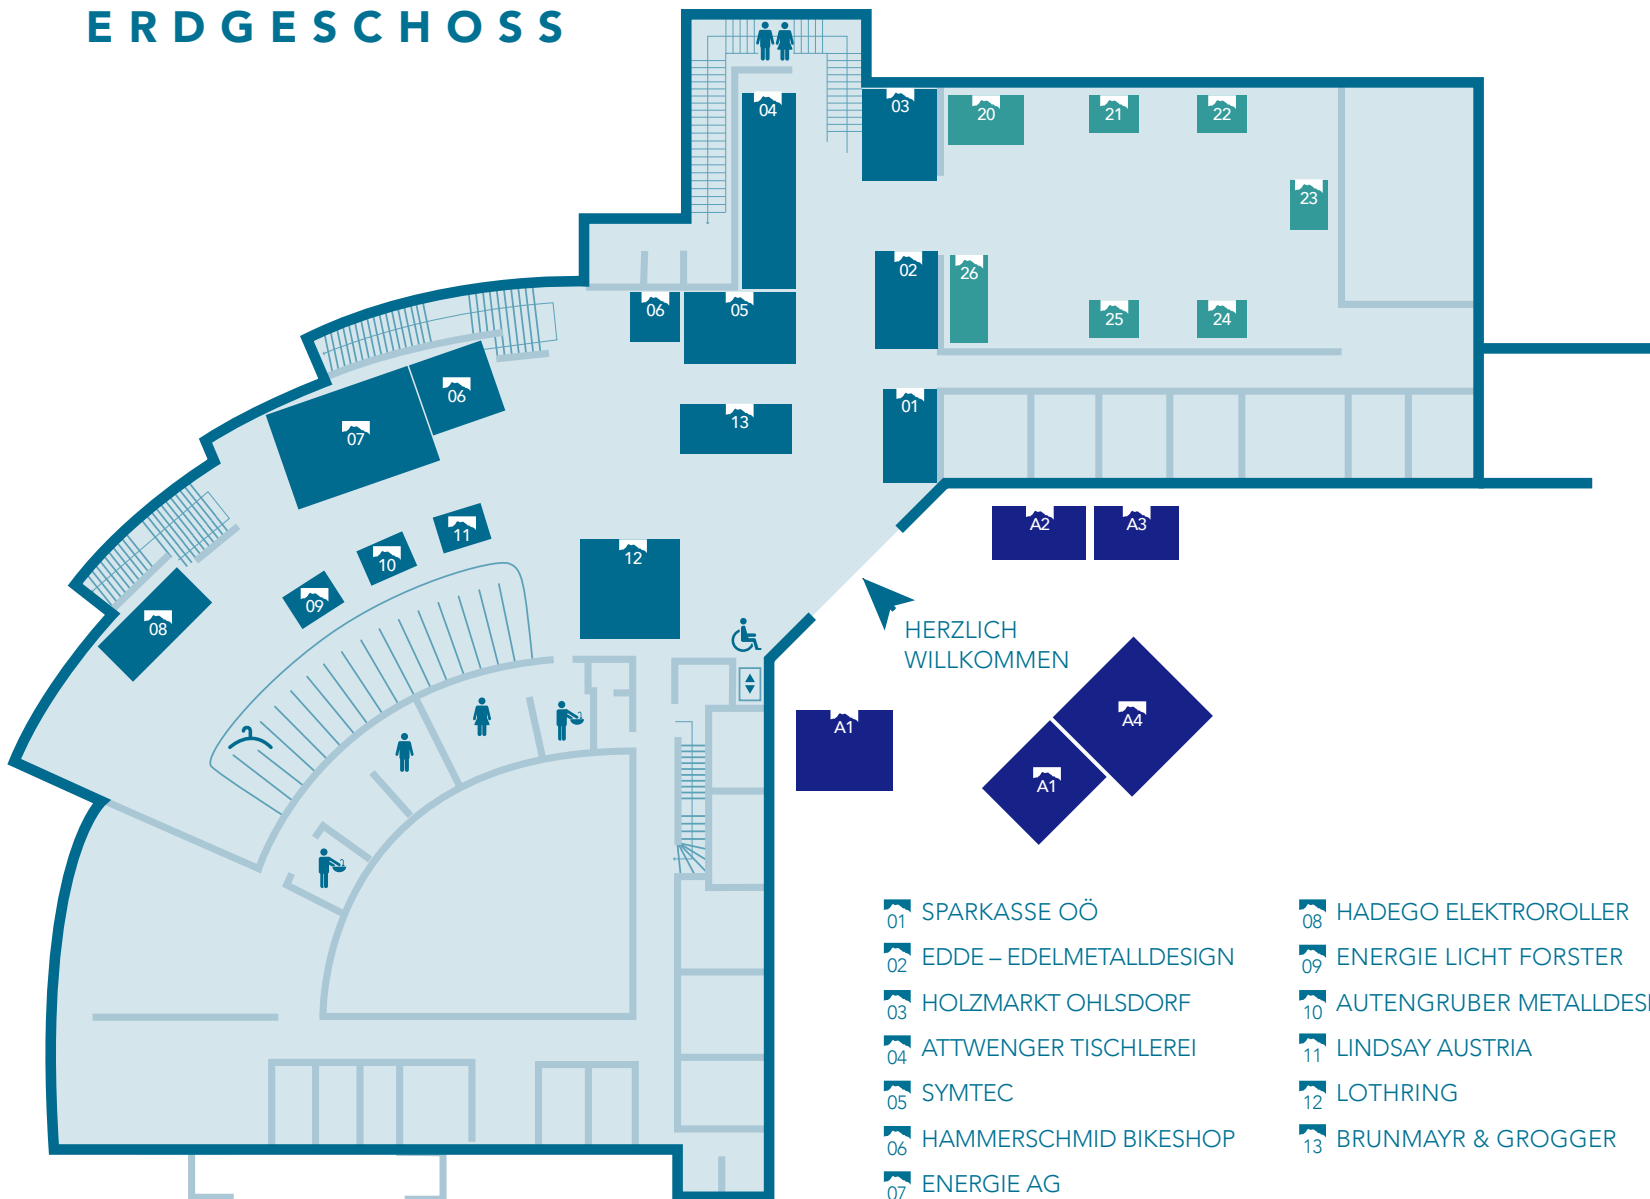 ERDGESCHOSS
04
03
20
21
22
23
02
26
06
05
25
24
06
01
13
07
11
A2
A3
12
10
09
08
HERZLICH
WILLKOMMEN
A4
A1
A1
01 SPARKASSE OÖ
02 EDDE – EDELMETALLDESIGN
03 HOLZMARKT OHLSDORF
04 ATTWENGER TISCHLEREI
05 SYMTEC
06 HAMMERSCHMID BIKESHOP
07 ENERGIE AG
08 HADEGO ELEKTROROLLER
09 ENERGIE LICHT FORSTER
10 AUTENGRUBER METALLDESI
11 LINDSAY AUSTRIA
12 LOTHRING
13 BRUNMAYR & GROGGER